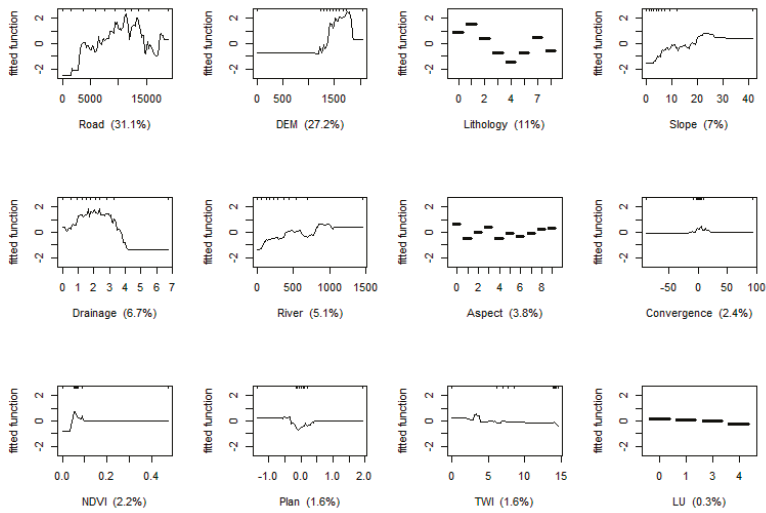 fitted function
2
0
-2
0 5000 15000
Road (31.1%)
fitted function
2
0
-2
0 500 1500
DEM (27.2%)
fitted function
2
0
-2
0 2 4 7
Lithology (11%)
fitted function
2
0
-2
0 10 20 30 40
Slope (7%)
fitted function
2
0
-2
0 1 2 3 4 5 6 7
Drainage (6.7%)
fitted function
2
0
-2
0 500 1000 1500
River (5.1%)
fitted function
2
0
-2
0 2 4 6 8
Aspect (3.8%)
fitted function
2
0
-2
-50 0 50 100
Convergence (2.4%)
fitted function
2
0
-2
0.0 0.2 0.4
NDVI (2.2%)
fitted function
2
0
-2
-1.0 0.0 1.0 2.0
Plan (1.6%)
fitted function
2
0
-2
0 5 10 15
TWI (1.6%)
fitted function
2
0
-2
0 1 3 4
LU (0.3%)